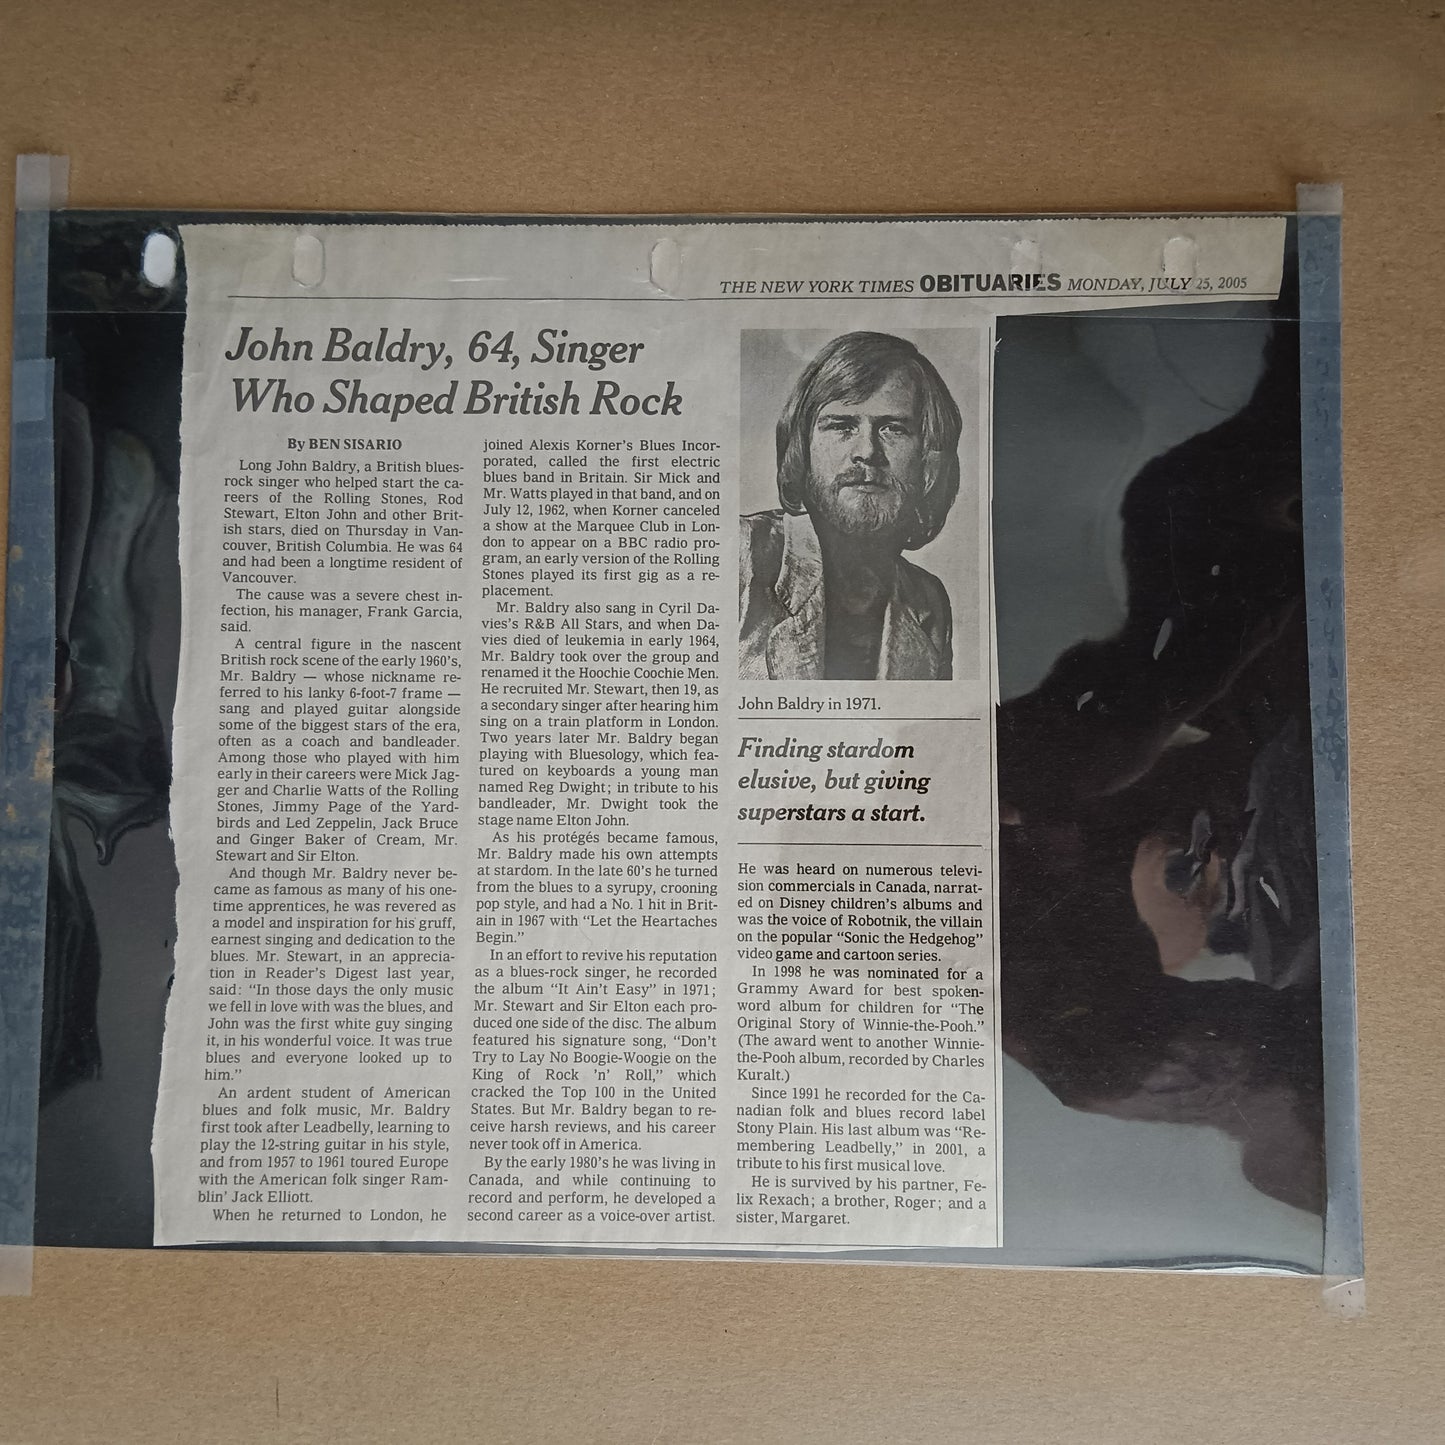 THE NEW YORK TIMES OBITUARIES MONDAY, JULY 25, 2005
John Baldry, 64, Singer
Who Shaped British Rock
By BEN SISARIO
Long John Baldry, a British blues-
rock singer who helped start the ca-
reers of the Rolling Stones, Rod
Stewart, Elton John and other Brit-
ish stars, died on Thursday in Van-
couver, British Columbia. He was 64
and had been a longtime resident of
Vancouver.
The cause was a severe chest in-
fection, his manager, Frank Garcia,
said.
A central figure in the nascent
British rock scene of the early 1960's,
Mr. Baldry — whose nickname re-
ferred to his lanky 6-foot-7 frame —
sang and played guitar alongside
some of the biggest stars of the era,
often as a coach and bandleader.
Among those who played with him
early in their careers were Mick Jag-
ger and Charlie Watts of the Rolling
Stones, Jimmy Page of the Yard-
birds and Led Zeppelin, Jack Bruce
and Ginger Baker of Cream, Mr.
Stewart and Sir Elton.
And though Mr. Baldry never be-
came as famous as many of his one-
time apprentices, he was revered as
a model and inspiration for his gruff,
earnest singing and dedication to the
blues. Mr. Stewart, in an apprecia-
tion in Reader's Digest last year,
said: "In those days the only music
we fell in love with was the blues, and
John was the first white guy singing
it, in his wonderful voice. It was true
blues and everyone looked up to
him."
An ardent student of American
blues and folk music, Mr. Baldry
first took after Leadbelly, learning to
play the 12-string guitar in his style,
and from 1957 to 1961 toured Europe
with the American folk singer Ram-
blin' Jack Elliott.
When he returned to London, he
joined Alexis Korner's Blues Incor-
porated, called the first electric
blues band in Britain. Sir Mick and
Mr. Watts played in that band, and on
July 12, 1962, when Korner canceled
a show at the Marquee Club in Lon-
don to appear on a BBC radio pro-
gram, an early version of the Rolling
Stones played its first gig as a re-
placement.
Mr. Baldry also sang in Cyril Da-
vies's R&B All Stars, and when Da-
vies died of leukemia in early 1964,
Mr. Baldry took over the group and
renamed it the Hoochie Coochie Men.
He recruited Mr. Stewart, then 19, as
a secondary singer after hearing him
sing on a train platform in London.
Two years later Mr. Baldry began
playing with Bluesology, which fea-
tured on keyboards a young man
named Reg Dwight; in tribute to his
bandleader, Mr. Dwight took the
stage name Elton John.
As his protégés became famous,
Mr. Baldry made his own attempts
at stardom. In the late 60's he turned
from the blues to a syrupy, crooning
pop style, and had a No. 1 hit in Brit-
ain in 1967 with "Let the Heartaches
Begin."
In an effort to revive his reputation
as a blues-rock singer, he recorded
the album "It Ain't Easy" in 1971;
Mr. Stewart and Sir Elton each pro-
duced one side of the disc. The album
featured his signature song, "Don't
Try to Lay No Boogie-Woogie on the
King of Rock 'n' Roll," which
cracked the Top 100 in the United
States. But Mr. Baldry began to re-
ceive harsh reviews, and his career
never took off in America.
By the early 1980's he was living in
Canada, and while continuing to
record and perform, he developed a
second career as a voice-over artist.
John Baldry in 1971.
Finding stardom
elusive, but giving
superstars a start.
He was heard on numerous televi-
sion commercials in Canada, narrat-
ed on Disney children's albums and
was the voice of Robotnik, the villain
on the popular "Sonic the Hedgehog"
video game and cartoon series.
In 1998 he was nominated for a
Grammy Award for best spoken-
word album for children for "The
Original Story of Winnie-the-Pooh."
(The award went to another Winnie-
the-Pooh album, recorded by Charles
Kuralt.)
Since 1991 he recorded for the Ca-
nadian folk and blues record label
Stony Plain. His last album was "Re-
membering Leadbelly," in 2001, a
tribute to his first musical love.
He is survived by his partner, Fe-
lix Rexach; a brother, Roger; and a
sister, Margaret.